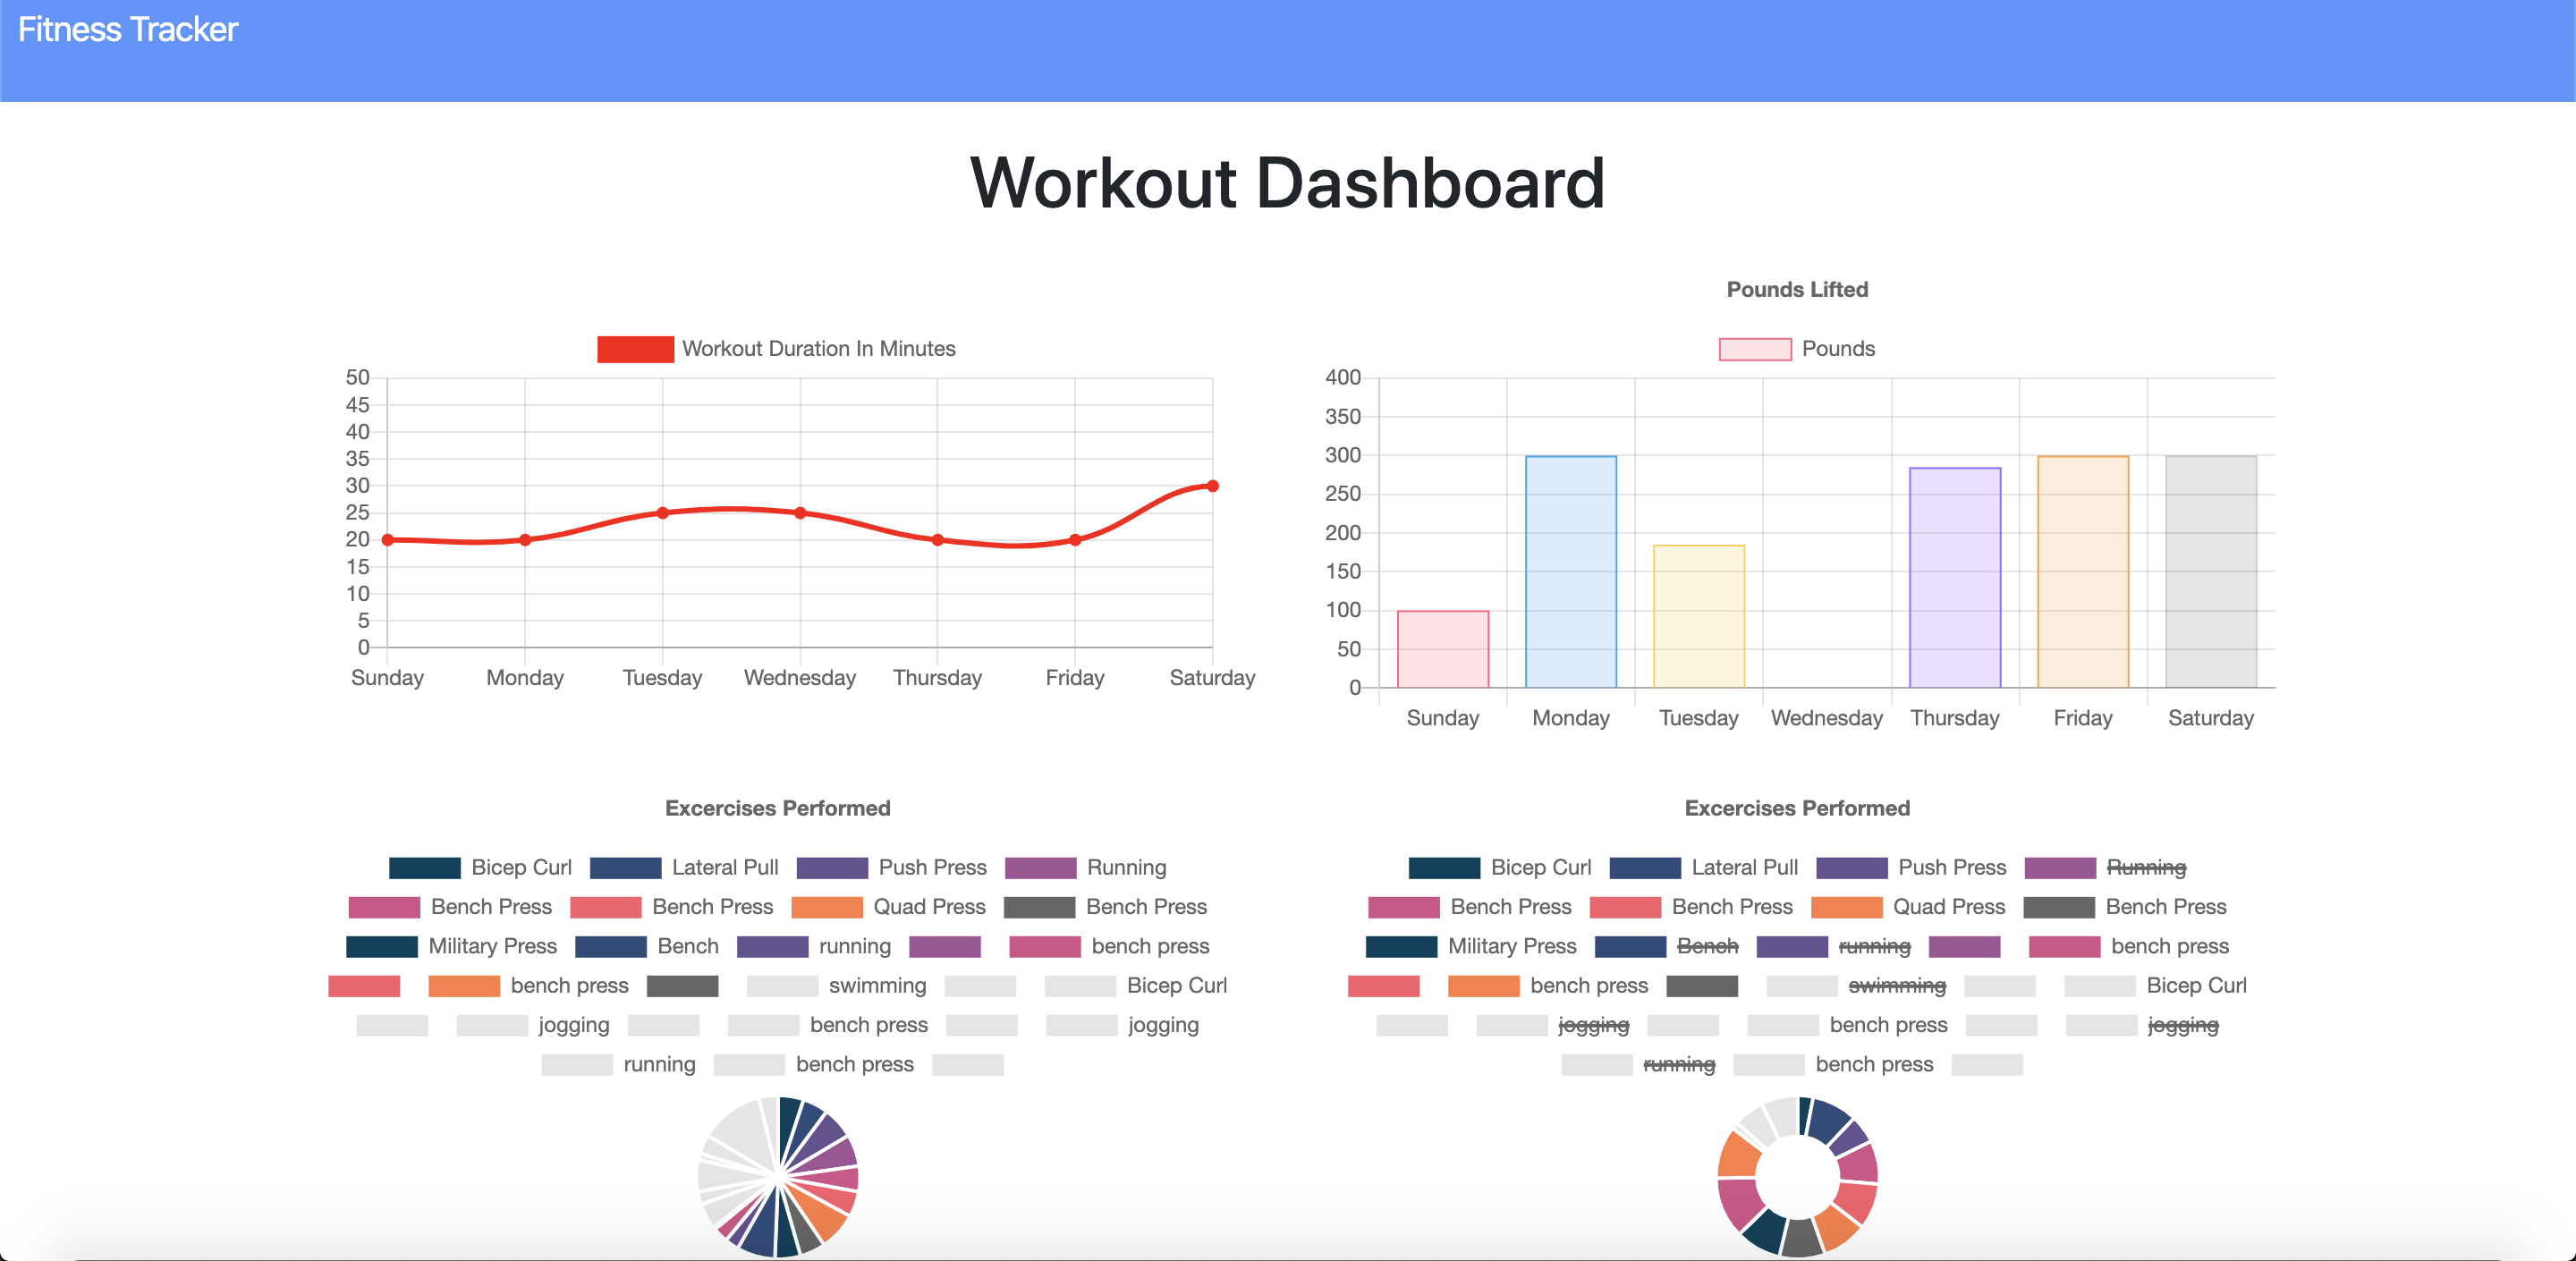 Fitness Tracker
Workout Dashboard
Workout Duration In Minutes
50
45
40
35
30
25
20
15
10
5
0
Sunday Monday Tuesday Wednesday Thursday Friday Saturday
Pounds Lifted
Pounds
400
350
300
250
200
150
100
50
0
Sunday Monday Tuesday Wednesday Thursday Friday Saturday
Excercises Performed
Bicep Curl Lateral Pull Push Press Running
Bench Press Bench Press Quad Press Bench Press
Military Press Bench running bench press
bench press swimming Bicep Curl
jogging bench press jogging
running bench press
Excercises Performed
Bicep Curl Lateral Pull Push Press Running
Bench Press Bench Press Quad Press Bench Press
Military Press Bench running bench press
bench press swimming Bicep Curl
jogging bench press jogging
running bench press